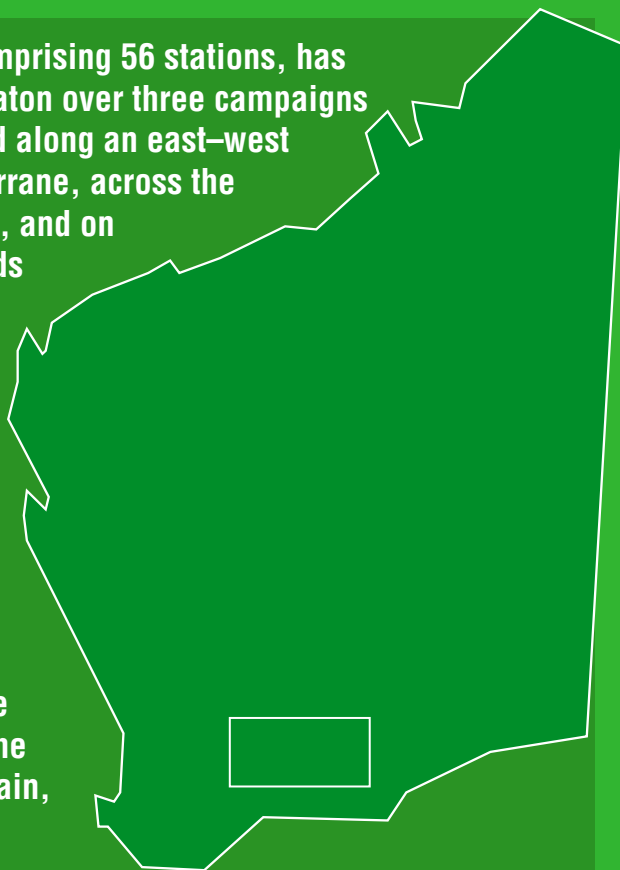 mprising 56 stations, has
aton over three campaigns
d along an east–west
rrane, across the
, and on
ds
e
ne
ain,